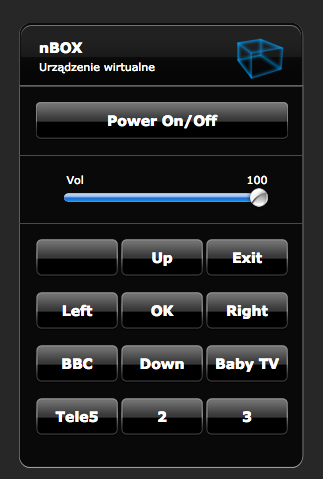 nBOX
Urządzenie wirtualne
Power On/Off
Vol 100
Up Exit
Left OK Right
BBC Down Baby TV
Tele5 2 3